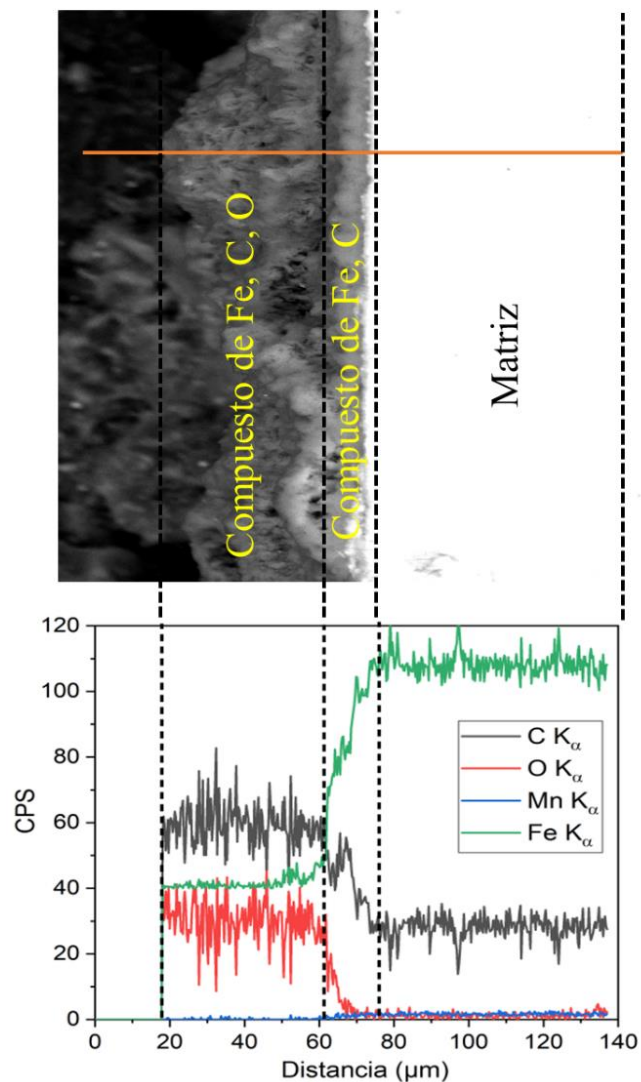 Compuesto de Fe, C, O
Compuesto de Fe, C
Matriz
120
100
80
60
40
20
0
CPS
C Kα
O Kα
Mn Kα
Fe Kα
0 20 40 60 80 100 120 140
Distancia (μm)